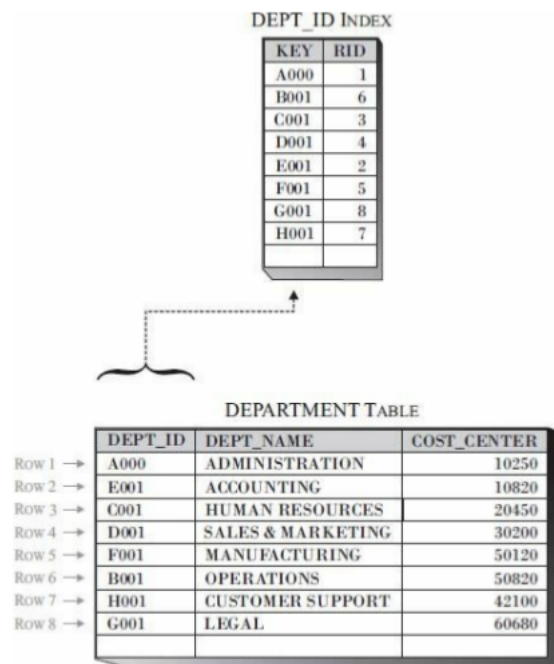 DEPT_ID INDEX
KEY RID
A000 1
B001 6
C001 3
D001 4
E001 2
F001 5
G001 8
H001 7
DEPARTMENT TABLE
DEPT_ID DEPT_NAME COST_CENTER
Row 1 → A000 ADMINISTRATION 10250
Row 2 → E001 ACCOUNTING 10820
Row 3 → C001 HUMAN RESOURCES 20450
Row 4 → D001 SALES & MARKETING 30200
Row 5 → F001 MANUFACTURING 50120
Row 6 → B001 OPERATIONS 50820
Row 7 → H001 CUSTOMER SUPPORT 42100
Row 8 → G001 LEGAL 60680